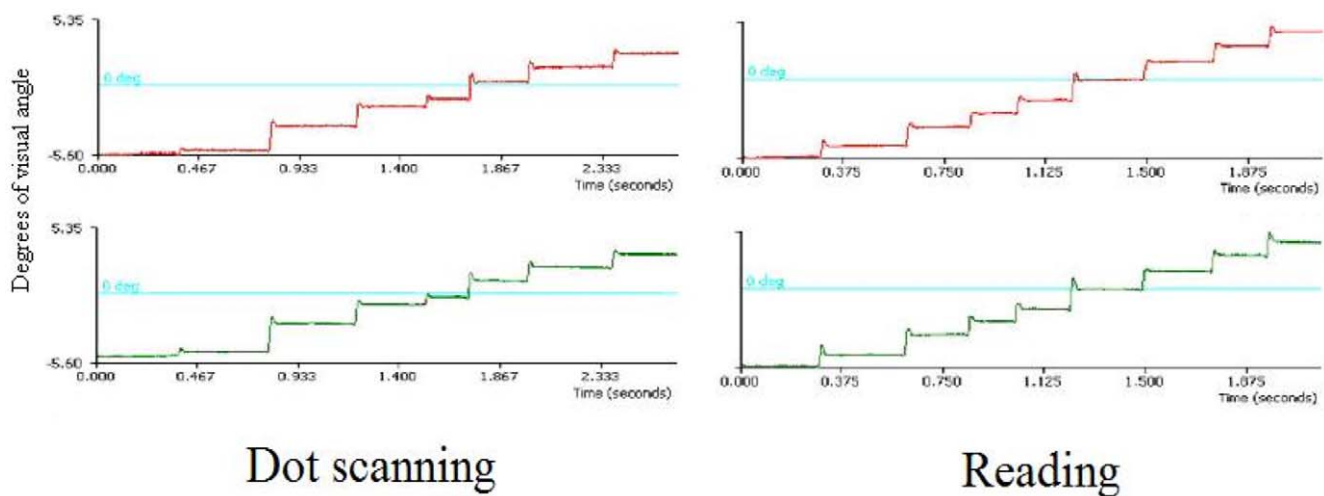 Degrees of visual angle
5.35
0 deg
-5.60
0.000 0.467 0.933 1.400 1.867 2.333
Time (seconds)
0 deg
0.000 0.375 0.750 1.125 1.500 1.875
Time (seconds)
5.35
0 deg
-5.60
0.000 0.467 0.933 1.400 1.867 2.333
Time (seconds)
0 deg
0.000 0.375 0.750 1.125 1.500 1.875
Time (seconds)
Dot scanning
Reading